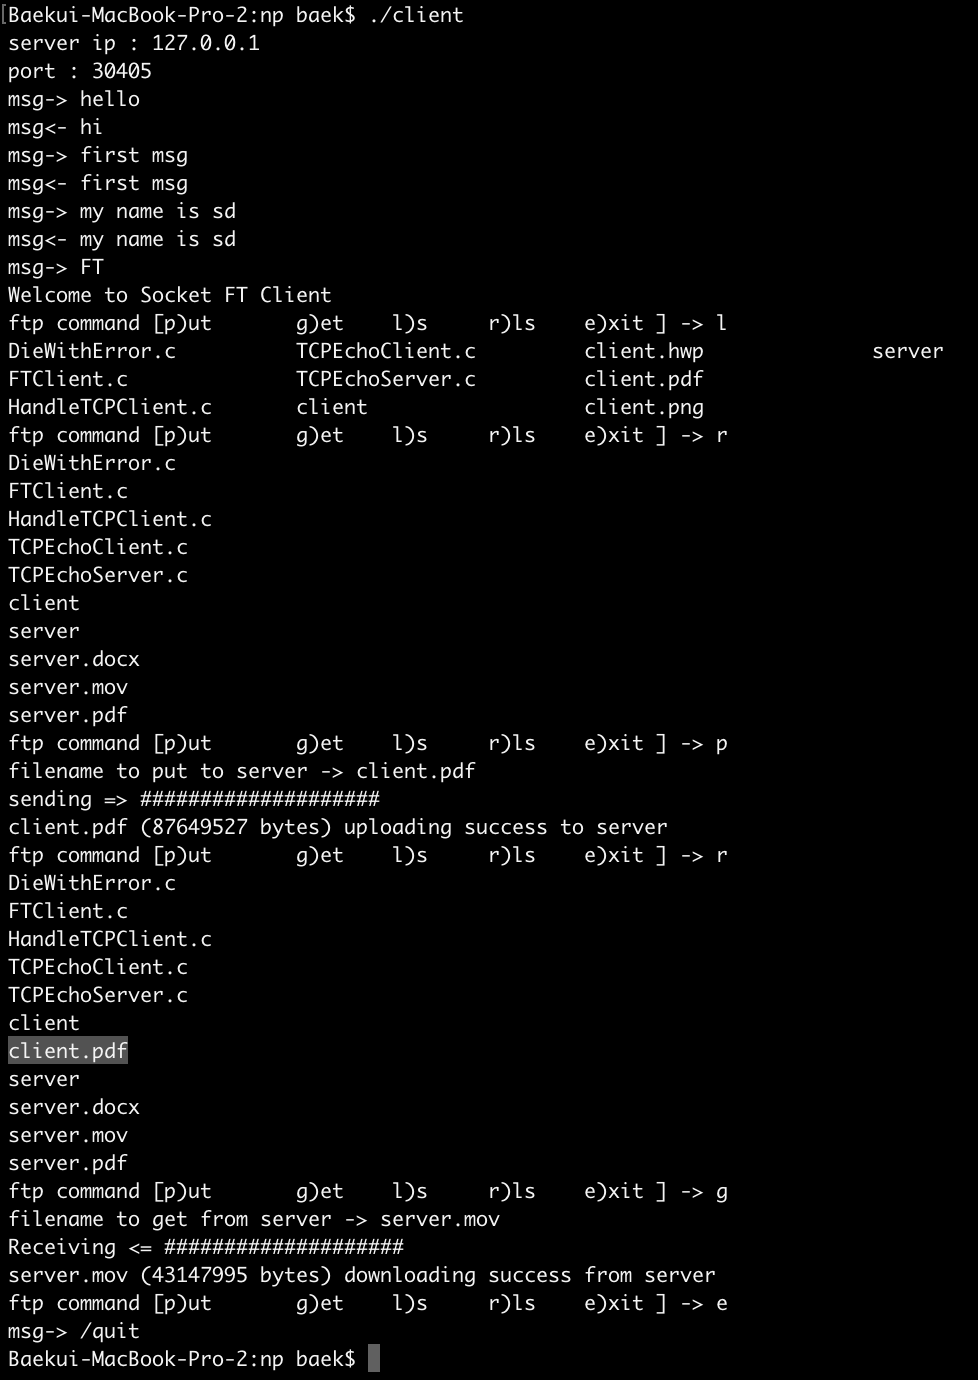 [Baekui-MacBook-Pro-2:np baek$ ./client
server ip : 127.0.0.1
port : 30405
msg-> hello
msg<- hi
msg-> first msg
msg<- first msg
msg-> my name is sd
msg<- my name is sd
msg-> FT
Welcome to Socket FT Client
ftp command [p)ut       g)et    l)s     r)ls    e)xit ] -> l
DieWithError.c          TCPEchoClient.c         client.hwp              server
FTClient.c              TCPEchoServer.c         client.pdf
HandleTCPClient.c       client                  client.png
ftp command [p)ut       g)et    l)s     r)ls    e)xit ] -> r
DieWithError.c
FTClient.c
HandleTCPClient.c
TCPEchoClient.c
TCPEchoServer.c
client
server
server.docx
server.mov
server.pdf
ftp command [p)ut       g)et    l)s     r)ls    e)xit ] -> p
filename to put to server -> client.pdf
sending => ####################
client.pdf (87649527 bytes) uploading success to server
ftp command [p)ut       g)et    l)s     r)ls    e)xit ] -> r
DieWithError.c
FTClient.c
HandleTCPClient.c
TCPEchoClient.c
TCPEchoServer.c
client
client.pdf
server
server.docx
server.mov
server.pdf
ftp command [p)ut       g)et    l)s     r)ls    e)xit ] -> g
filename to get from server -> server.mov
Receiving <= ####################
server.mov (43147995 bytes) downloading success from server
ftp command [p)ut       g)et    l)s     r)ls    e)xit ] -> e
msg-> /quit
Baekui-MacBook-Pro-2:np baek$